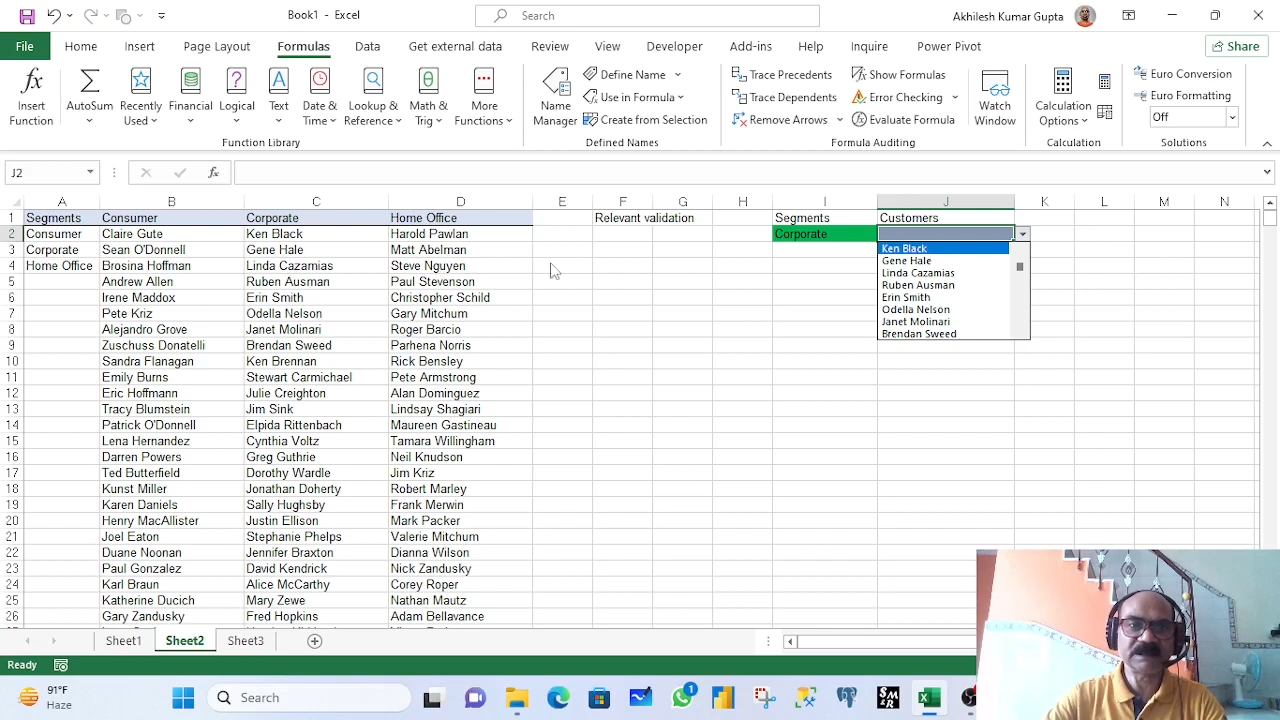 Book1 - Excel
Search
Akhilesh Kumar Gupta
File Home Insert Page Layout Formulas Data Get external data Review View Developer Add-ins Help Inquire Power Pivot Share
Insert Function
AutoSum
Recently Used
Financial
Logical
Text
Date & Time
Lookup & Reference
Math & Trig
More Functions
Function Library
Name Manager
Define Name
Use in Formula
Create from Selection
Defined Names
Trace Precedents
Trace Dependents
Remove Arrows
Show Formulas
Error Checking
Evaluate Formula
Formula Auditing
Watch Window
Calculation Options
Calculation
Euro Conversion
Euro Formatting
Off
Solutions
J2 fx
A B C D E F G H I J K L M N
1 Segments Consumer Corporate Home Office Relevant validation Segments Customers
2 Consumer Claire Gute Ken Black Harold Pawlan Corporate
3 Corporate Sean O'Donnell Gene Hale Matt Abelman
4 Home Office Brosina Hoffman Linda Cazamias Steve Nguyen
5 Andrew Allen Ruben Ausman Paul Stevenson
6 Irene Maddox Erin Smith Christopher Schild
7 Pete Kriz Odella Nelson Gary Mitchum
8 Alejandro Grove Janet Molinari Roger Barcio
9 Zuschuss Donatelli Brendan Sweed Parhena Norris
10 Sandra Flanagan Ken Brennan Rick Bensley
11 Emily Burns Stewart Carmichael Pete Armstrong
12 Eric Hoffmann Julie Creighton Alan Dominguez
13 Tracy Blumstein Jim Sink Lindsay Shagiari
14 Patrick O'Donnell Elpida Rittenbach Maureen Gastineau
15 Lena Hernandez Cynthia Voltz Tamara Willingham
16 Darren Powers Greg Guthrie Neil Knudson
17 Ted Butterfield Dorothy Wardle Jim Kriz
18 Kunst Miller Jonathan Doherty Robert Marley
19 Karen Daniels Sally Hughsby Frank Merwin
20 Henry MacAllister Justin Ellison Mark Packer
21 Joel Eaton Stephanie Phelps Valerie Mitchum
22 Duane Noonan Jennifer Braxton Dianna Wilson
23 Paul Gonzalez David Kendrick Nick Zandusky
24 Karl Braun Alice McCarthy Corey Roper
25 Katherine Ducich Mary Zewe Nathan Mautz
26 Gary Zandusky Fred Hopkins Adam Bellavance
Ken Black
Gene Hale
Linda Cazamias
Ruben Ausman
Erin Smith
Odella Nelson
Janet Molinari
Brendan Sweed
Sheet1 Sheet2 Sheet3
Ready
91°F
Haze
Search
1